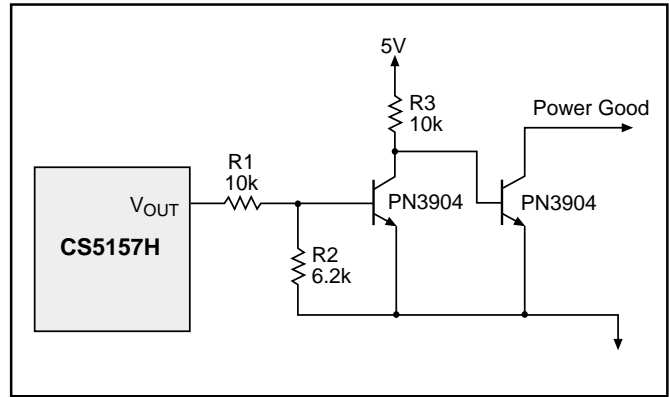 5V
R3
10k
Power Good
R1
10k
PN3904
PN3904
VOUT
CS5157H
R2
6.2k